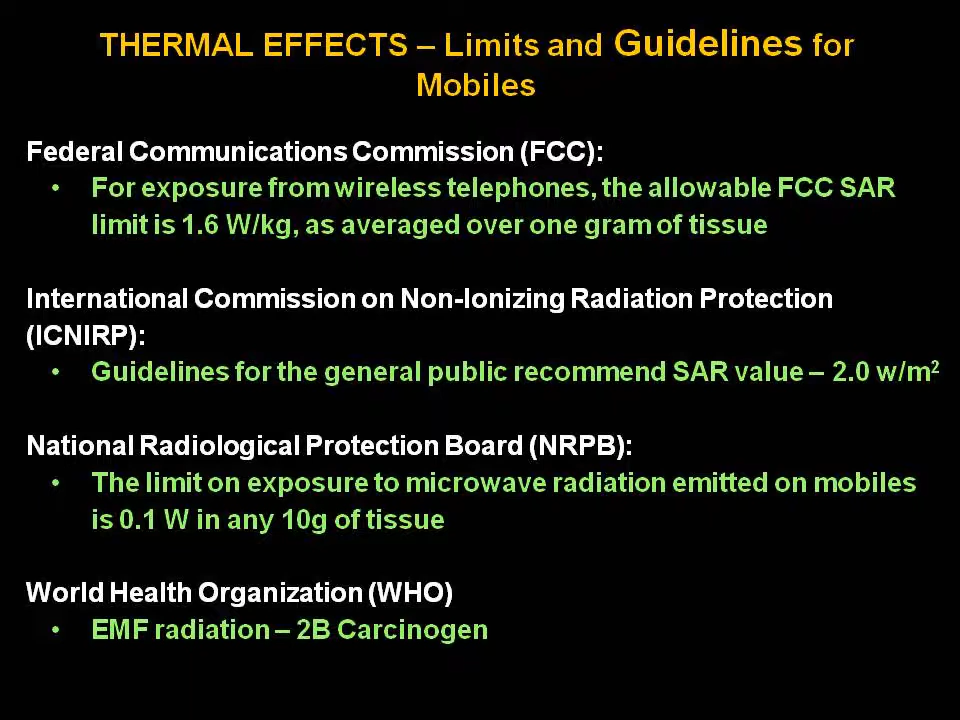 THERMAL EFFECTS – Limits and Guidelines for
Mobiles
Federal Communications Commission (FCC):
• For exposure from wireless telephones, the allowable FCC SAR
limit is 1.6 W/kg, as averaged over one gram of tissue
International Commission on Non-Ionizing Radiation Protection
(ICNIRP):
• Guidelines for the general public recommend SAR value – 2.0 w/m²
National Radiological Protection Board (NRPB):
• The limit on exposure to microwave radiation emitted on mobiles
is 0.1 W in any 10g of tissue
World Health Organization (WHO)
• EMF radiation – 2B Carcinogen